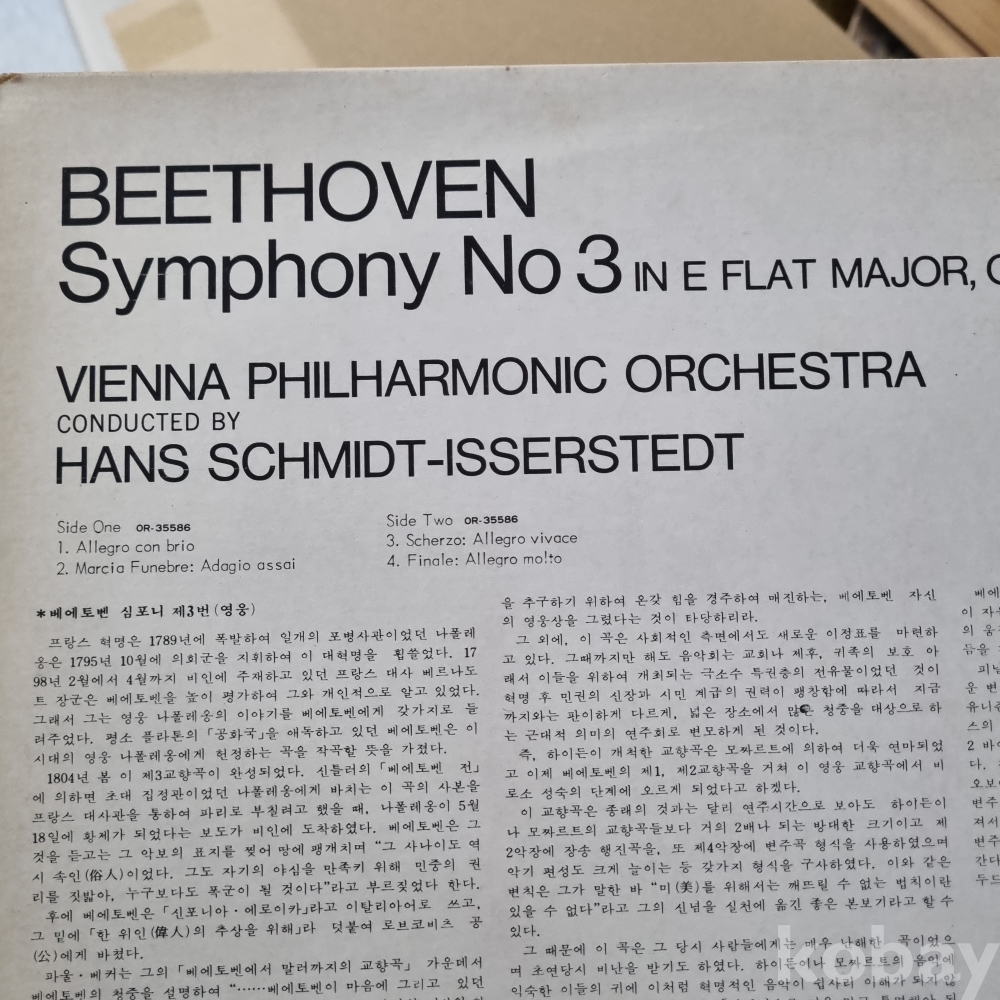 BEETHOVEN
Symphony No 3 IN E FLAT MAJOR,
VIENNA PHILHARMONIC ORCHESTRA
CONDUCTED BY
HANS SCHMIDT-ISSERSTEDT
Side One OR-35586
1. Allegro con brio
2. Marcia Funebre: Adagio assai
Side Two OR-35586
3. Scherzo: Allegro vivace
4. Finale: Allegro molto
*베에토벤 심포니 제3번(영웅)
프랑스 혁명은 1789년에 폭발하여 일개의 포병사관이었던 나폴레
옹은 1795년 10월에 의회군을 지휘하여 이 대혁명을 휩쓸었다. 17
98년 2월에서 4월까지 비인에 주재하고 있던 프랑스 대사 베르나도
트 장군은 베에토벤을 높이 평가하여 그와 개인적으로 알고 있었다.
그래서 그는 영웅 나폴레옹의 이야기를 베에토벤에게 갖가지로 들
려주었다. 평소 플라톤의 「공화국」을 애독하고 있던 베에토벤은 이
시대의 영웅 나폴레옹에게 헌정하는 곡을 작곡할 뜻을 가졌다.
1804년 봄 이 제3교향곡이 완성되었다. 신틀러의 「베에토벤 전」
에 의하면 초대 집정관이었던 나폴레옹에게 바치는 이 곡의 사본을
프랑스 대사관을 통하여 파리로 부칠려고 했을 때, 나폴레옹이 5월
18일에 황제가 되었다는 보도가 비인에 도착하였다. 베에토벤은 그
것을 듣고는 그 악보의 표지를 찢어 땅에 팽개치며 “그 사나이도 역
시 속인(俗人)이었다. 그도 자기의 야심을 만족키 위해 민중의 권
리를 짓밟아, 누구보다도 폭군이 될 것이다”라고 부르짖었다 한다.
후에 베에토벤은 「신포니아・에로이카」라고 이탈리아어로 쓰고,
그 밑에 「한 위인(偉人)의 추상을 위해」라 덧붙여 로브코비츠 공
(公)에게 바쳤다.
파울・베커는 그의 「베에토벤에서 말러까지의 교향곡」 가운데서
베에토벤의 청중을 설명하여 “……베에토벤이 마음에 그리고 있던
을 추구하기 위하여 온갖 힘을 경주하여 매진하는, 베에토벤 자신
의 영웅상을 그렸다는 것이 타당하리라.
그 외에, 이 곡은 사회적인 측면에서도 새로운 이정표를 마련하
고 있다. 그때까지만 해도 음악회는 교회나 제후, 귀족의 보호 아
래서 이들을 위하여 개최되는 극소수 특권층의 전유물이었던 것이
혁명 후 민권의 신장과 시민 계급의 권력이 팽창함에 따라서 지금
까지와는 판이하게 다르게, 넓은 장소에서 많은 청중을 대상으로 하
는 근대적 의미의 연주회로 변모하게 된 것이다.
즉, 하이든이 개척한 교향곡은 모짜르트에 의하여 더욱 연마되었
고 이제 베에토벤의 제1, 제2교향곡을 거쳐 이 영웅 교향곡에서 비
로소 성숙의 단계에 오르게 되었다고 하겠다.
이 교향곡은 종래의 것과는 달리 연주시간으로 보아도 하이든이
나 모짜르트의 교향곡들보다 거의 2배나 되는 방대한 크기이고 제
2악장에 장송 행진곡을, 또 제4악장에 변주곡 형식을 사용하였으며
악기 편성도 크게 늘이는 등 갖가지 형식을 구사하였다. 이와 같은
변칙은 그가 말한 바 “미(美)를 위해서는 깨뜨릴 수 없는 법칙이란
있을 수 없다”라고 그의 신념을 실천에 옮긴 좋은 본보기라고 할 수
있다.
그 때문에 이 곡은 그 당시 사람들에게는 매우 난해한 곡이었으
며 초연당시 비난을 받기도 하였다. 하이든이나 모짜르트의 음악에
익숙한 이들의 귀에 이처럼 혁명적인 음악이 쉽사리 이해가 되지 않